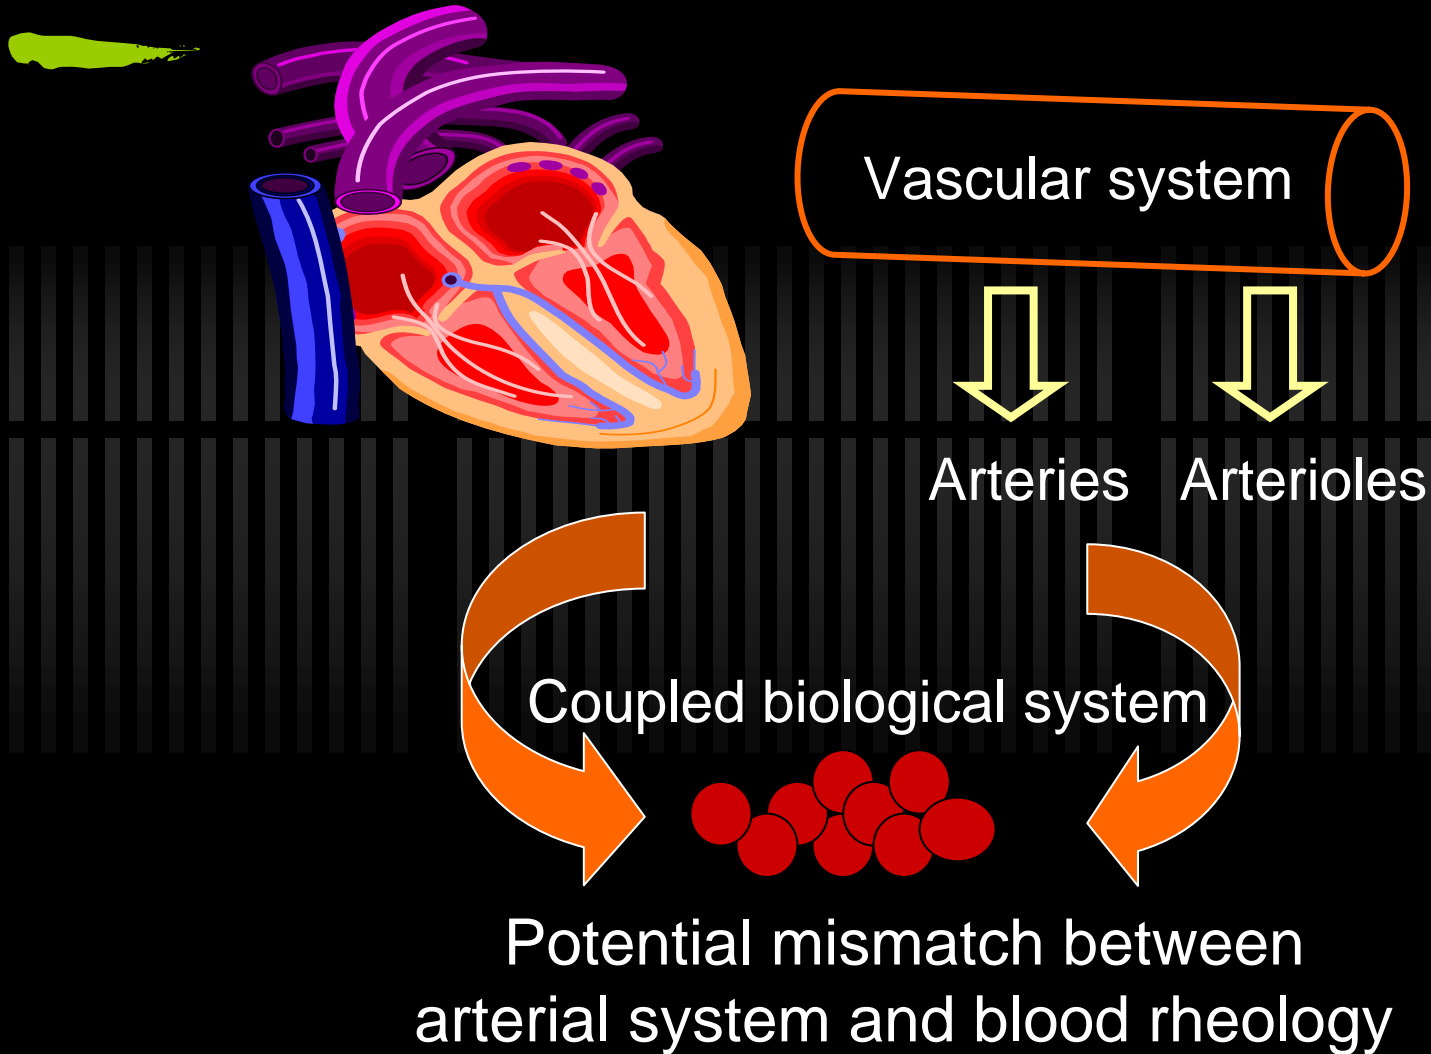 Vascular system
Arteries Arterioles
Coupled biological system
Potential mismatch between
arterial system and blood rheology